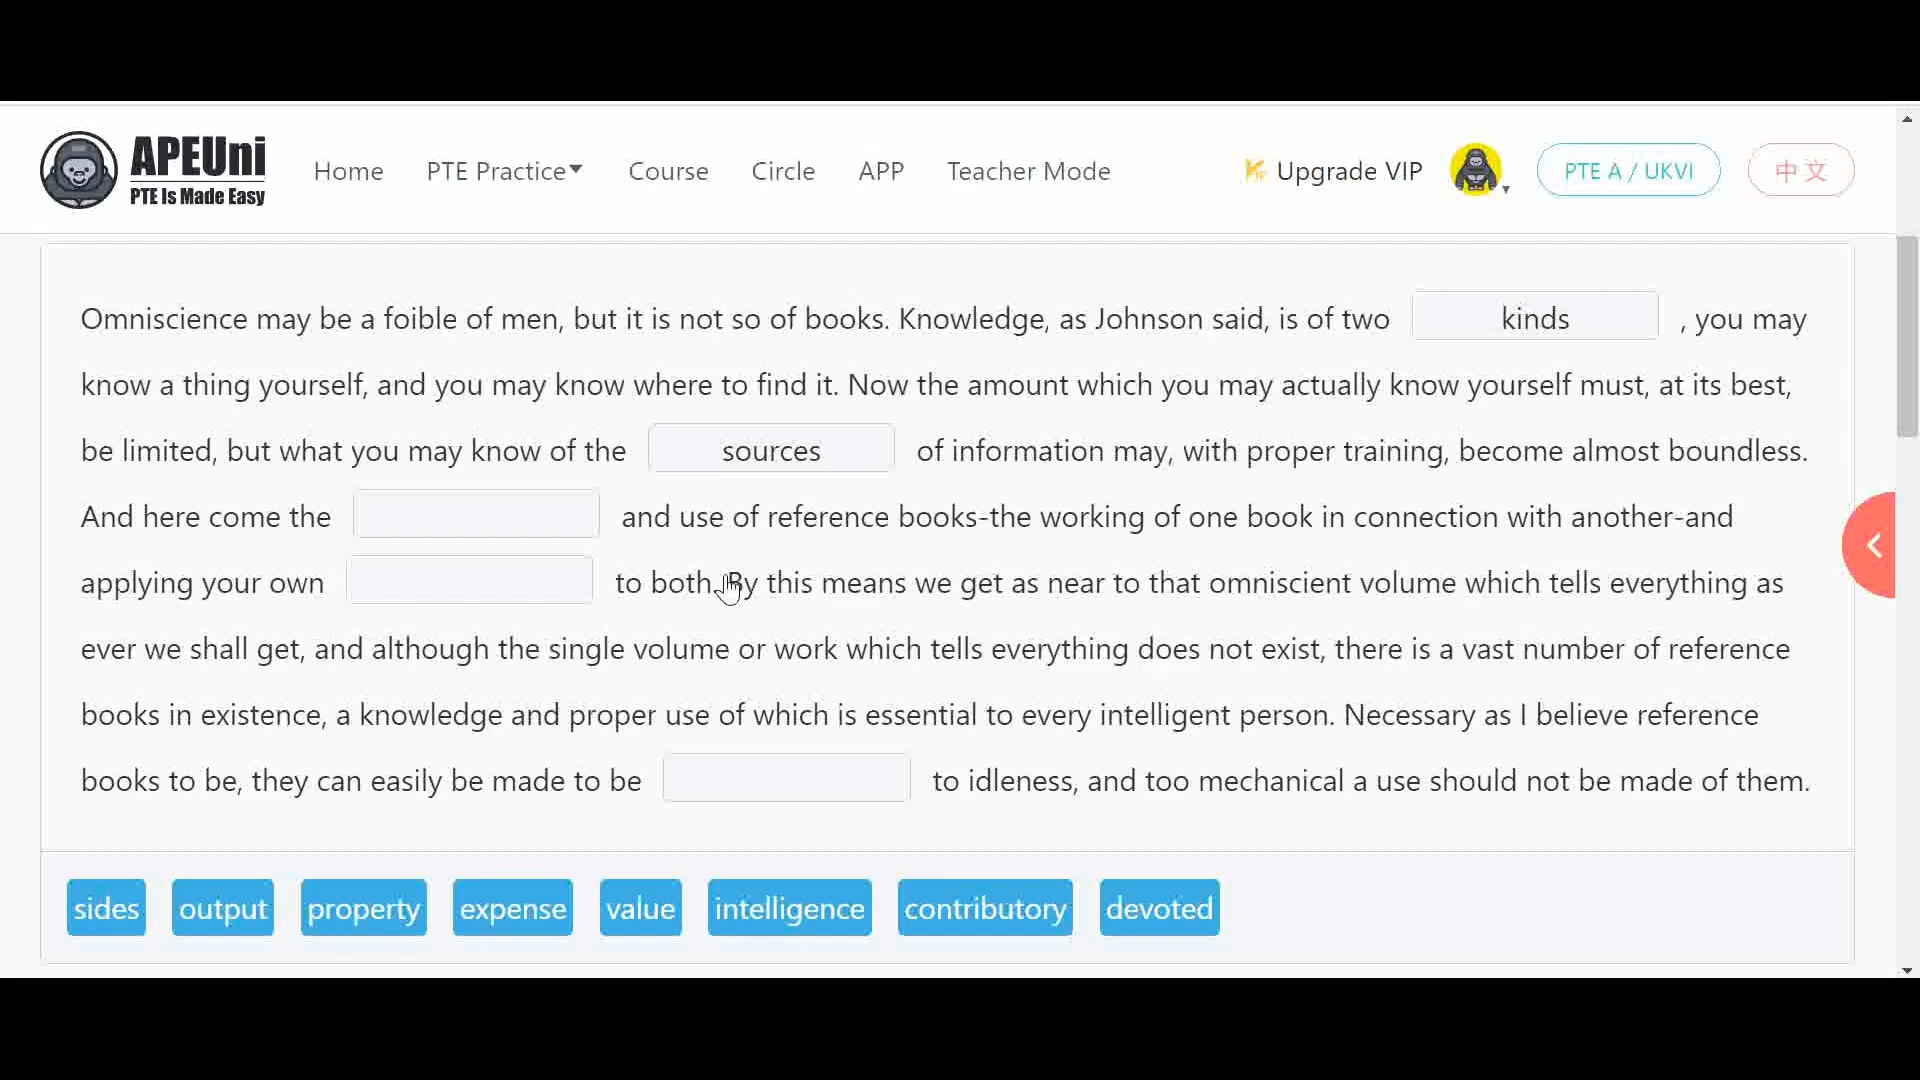 APEUni
PTE Is Made Easy
Home PTE Practice Course Circle APP Teacher Mode Upgrade VIP PTE A / UKVI 中文
Omniscience may be a foible of men, but it is not so of books. Knowledge, as Johnson said, is of two kinds , you may
know a thing yourself, and you may know where to find it. Now the amount which you may actually know yourself must, at its best,
be limited, but what you may know of the sources of information may, with proper training, become almost boundless.
And here come the and use of reference books-the working of one book in connection with another-and
applying your own to both. By this means we get as near to that omniscient volume which tells everything as
ever we shall get, and although the single volume or work which tells everything does not exist, there is a vast number of reference
books in existence, a knowledge and proper use of which is essential to every intelligent person. Necessary as I believe reference
books to be, they can easily be made to be to idleness, and too mechanical a use should not be made of them.
sides output property expense value intelligence contributory devoted